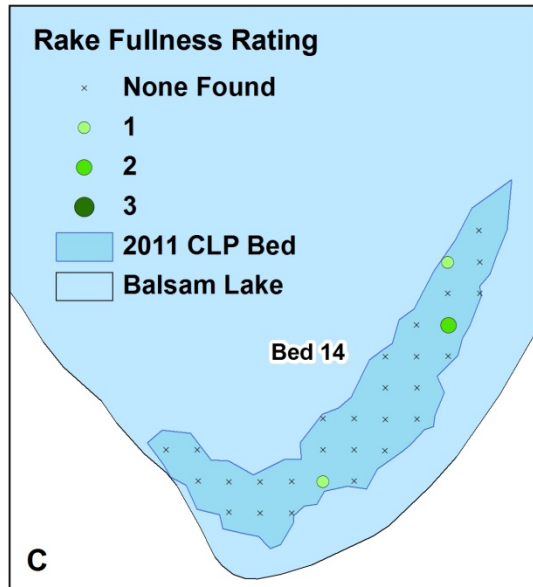 Rake Fullness Rating
None Found
1
2
3
2011 CLP Bed
Balsam Lake
Bed 14
C